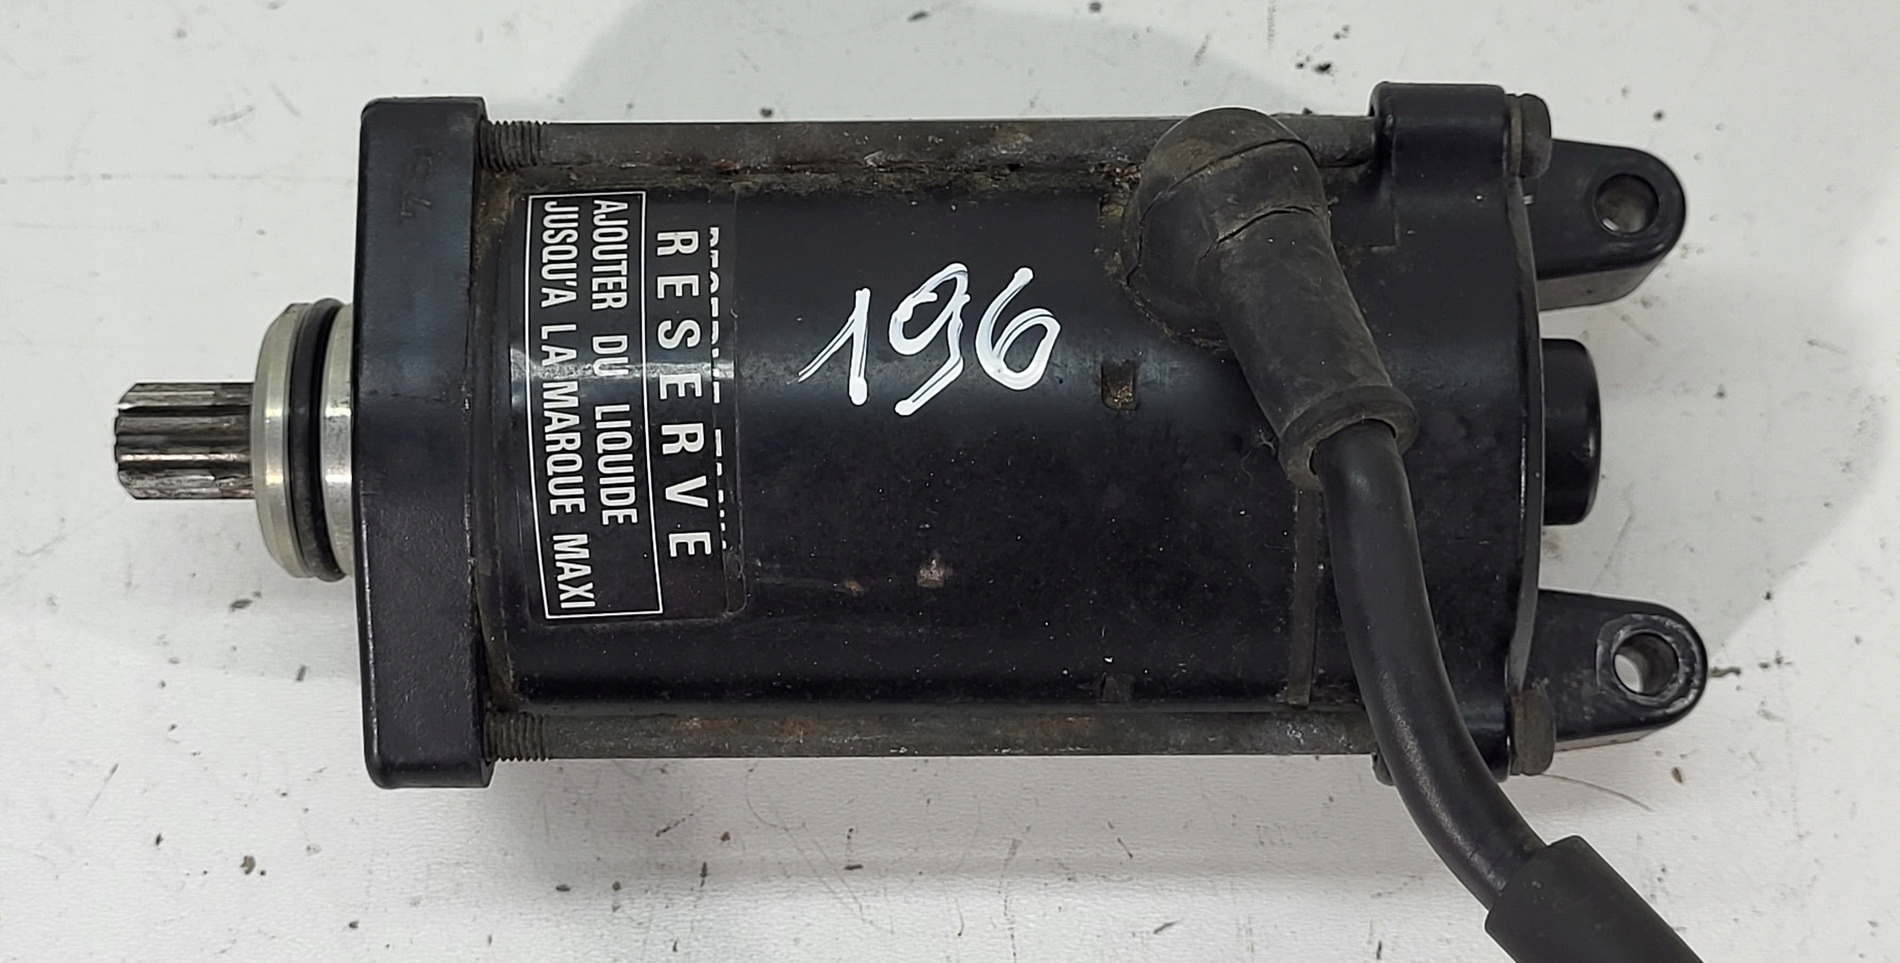 RESERVE
AJOUTER DU LIQUIDE
JUSQU'A LA MARQUE MAXI
196